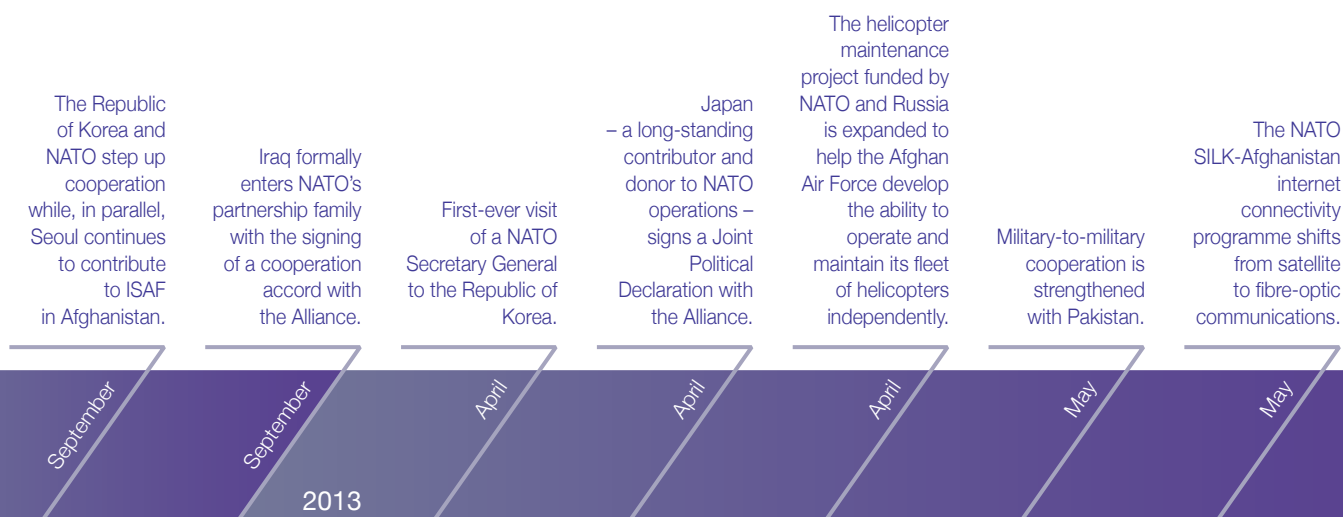 The Republic
of Korea and
NATO step up
cooperation
while, in parallel,
Seoul continues
to contribute
to ISAF
in Afghanistan.
September
Iraq formally
enters NATO’s
partnership family
with the signing
of a cooperation
accord with
the Alliance.
September
2013
First-ever visit
of a NATO
Secretary General
to the Republic of
Korea.
April
Japan
– a long-standing
contributor and
donor to NATO
operations –
signs a Joint
Political
Declaration with
the Alliance.
April
The helicopter
maintenance
project funded by
NATO and Russia
is expanded to
help the Afghan
Air Force develop
the ability to
operate and
maintain its fleet
of helicopters
independently.
April
Military-to-military
cooperation is
strengthened
with Pakistan.
May
The NATO
SILK-Afghanistan
internet
connectivity
programme shifts
from satellite
to fibre-optic
communications.
May